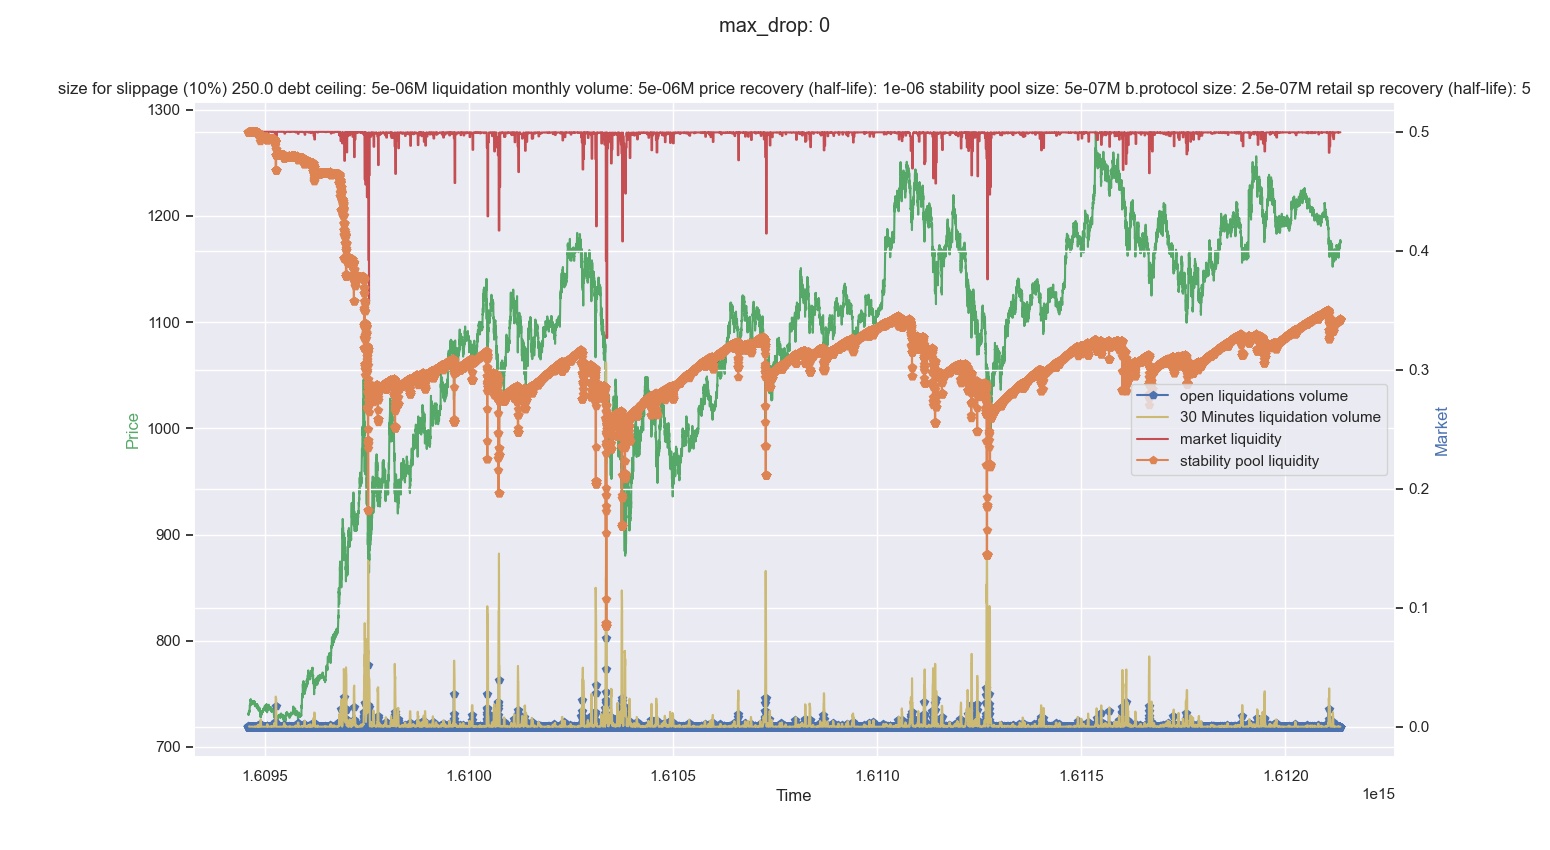 max_drop: 0
size for slippage (10%) 250.0 debt ceiling: 5e-06M liquidation monthly volume: 5e-06M price recovery (half-life): 1e-06 stability pool size: 5e-07M b.protocol size: 2.5e-07M retail sp recovery (half-life): 5
1300
1200
1100
1000
900
800
700
Price
0.5
0.4
0.3
0.2
0.1
0.0
Market
open liquidations volume
30 Minutes liquidation volume
market liquidity
stability pool liquidity
1.6095
1.6100
1.6105
1.6110
1.6115
1.6120
1e15
Time